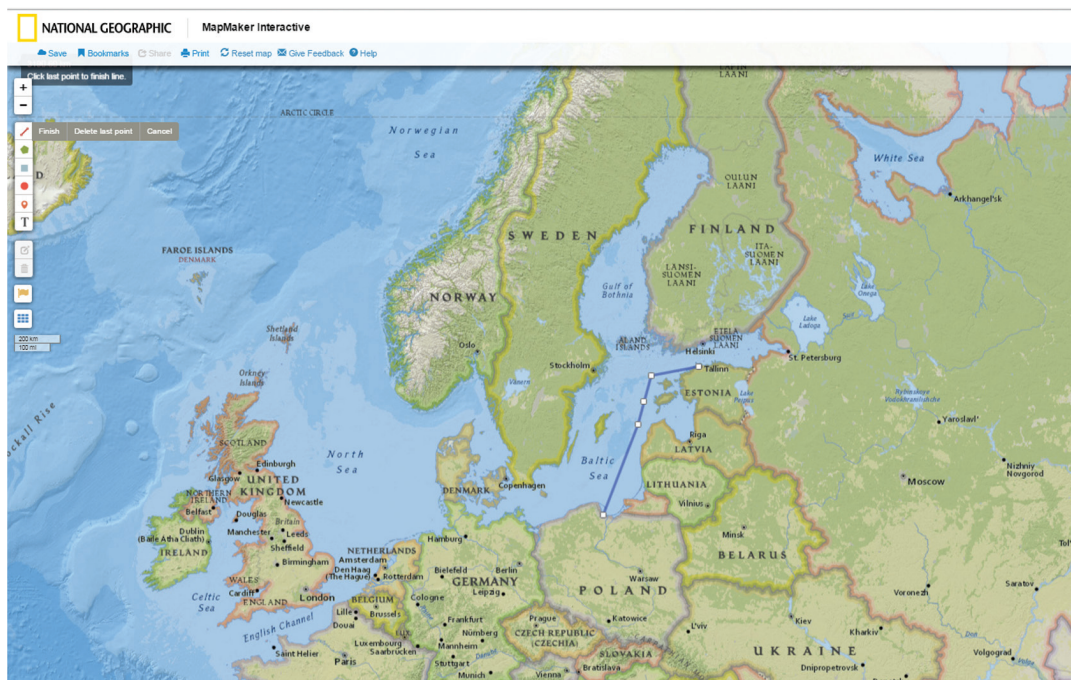 NATIONAL GEOGRAPHIC
MapMaker Interactive
Save Bookmarks Share Print Reset map Give Feedback Help
Click last point to finish line.
Finish Delete last point Cancel
T
200 km
100 mi
LAANI
ARCTIC CIRCLE
Norwegian
Sea
White Sea
OULUN
LAANI
Arkhangel'sk
D
SWEDEN
FINLAND
FAROE ISLANDS
DENMARK
ITA-
SUOMEN
LAANI
LANSI-
SUOMEN
LAANI
Lake
Onega
Gulf of
Bothnia
NORWAY
Lake
Ladoga
Shetland
Islands
Oslo
ALAND
ISLANDS
ETELA
SUOMEN
LAANI
Helsinki
St. Petersburg
Stockholm
Tallinn
Orkney
Islands
Vänern
ESTONIA
Lake
Peipus
Rybinskoye
Vodokhranilishche
Yaroslavl'
ockall Rise
SCOTLAND
Riga
LATVIA
North
Sea
Baltic
Sea
Edinburgh
Glasgow
Nizhniy
Novgorod
Moscow
UNITED
KINGDOM
Copenhagen
DENMARK
LITHUANIA
NORTHERN
IRELAND
Newcastle
Belfast
Vilnius
Douglas
Britain
Dublin
(Baile Atha Cliath)
Manchester
Leeds
Sheffield
Hamburg
Minsk
IRELAND
NETHERLANDS
Amsterdam
BELARUS
Birmingham
Den Haag
(The Hague)
Rotterdam
Bielefeld
Berlin
Warsaw
WALES
Cardiff
ENGLAND
London
GERMANY
Leipzig
POLAND
Saratov
Voronezh
Celtic
Sea
BELGIUM
Brussels
Cologne
Lille
Douai
Frankfurt
Prague
Katowice
L'viv
Kiev
Kharkiv
Don
English Channel
LUX.
Luxembourg
Saarbrücken
Nürnberg
Mannheim
CZECH REPUBLIC
(CZECHIA)
Saint Helier
Paris
Stuttgart
Danube
SLOVAKIA
UKRAINE
Volgograd
Munich
Vienna
Bratislava
Dnipropetrovsk